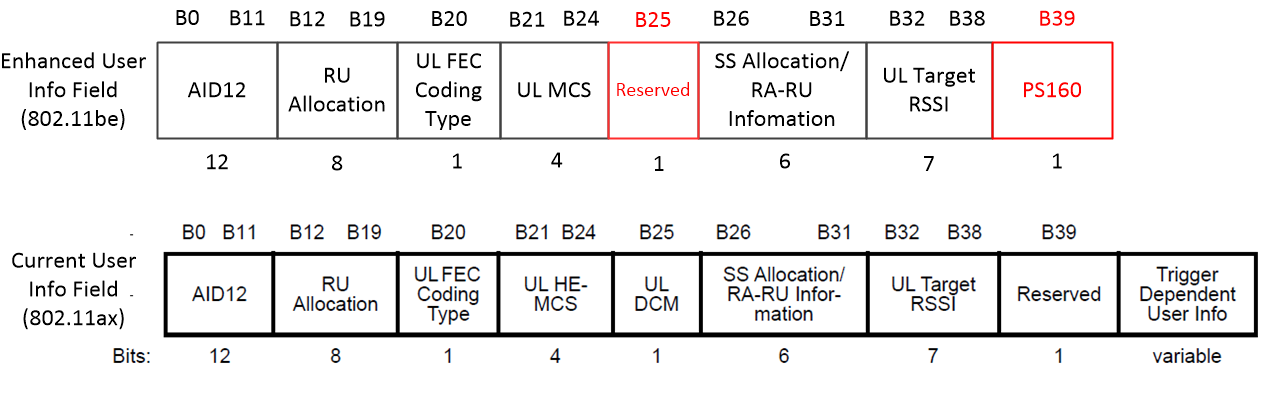 B0 B11 B12 B19 B20 B21 B24 B25 B26 B31 B32 B38 B39
Enhanced User
Info Field
(802.11be)
AID12
RU
Allocation
UL FEC
Coding
Type
UL MCS
Reserved
SS Allocation/
RA-RU
Infomation
UL Target
RSSI
PS160
12 8 1 4 1 6 7 1
- B0 B11 B12 B19 B20 B21 B24 B25 B26 B31 B32 B38 B39
Current User
Info Field -
(802.11ax)
AID12
RU
Allocation
UL FEC
Coding
Type
UL HE-
MCS
UL
DCM
SS Allocation/
RA-RU Infor-
mation
UL Target
RSSI
Reserved
Trigger
Dependent
User Info
Bits: 12 8 1 4 1 6 7 1 variable